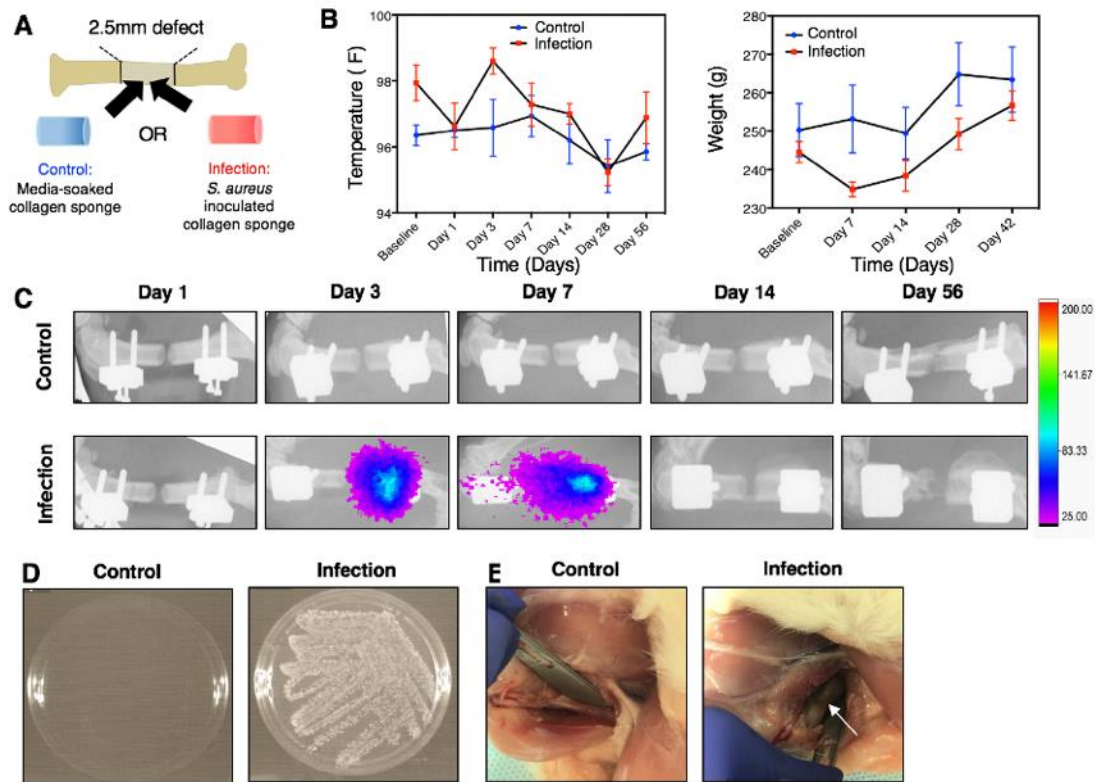 A
2.5mm defect
OR
Control:
Media-soaked
collagen sponge
Infection:
S. aureus
inoculated
collagen sponge
B
Temperature ( F)
100
98
96
94
Control
Infection
Baseline
Day 1
Day 3
Day 7
Day 14
Day 28
Day 56
Time (Days)
Weight (g)
280
270
260
250
240
230
Control
Infection
Baseline
Day 7
Day 14
Day 28
Day 42
Time (Days)
C
Day 1
Day 3
Day 7
Day 14
Day 56
Control
Infection
200.00
141.67
83.33
25.00
D
Control
Infection
E
Control
Infection